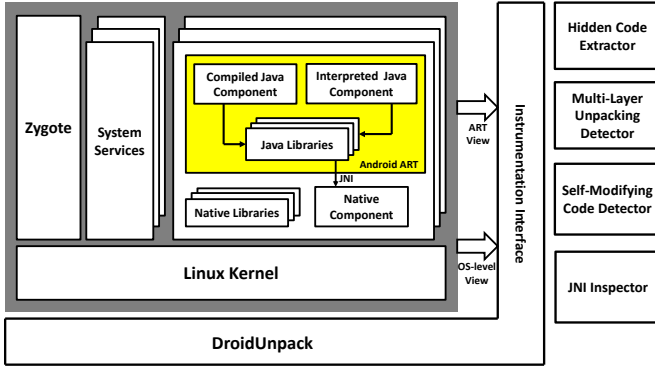 Zygote
System
Services
Compiled Java
Component
Interpreted Java
Component
Java Libraries
Android ART
JNI
Native Libraries
Native
Component
Linux Kernel
ART
View
OS-level
View
Instrumentation Interface
DroidUnpack
Hidden Code
Extractor
Multi-Layer
Unpacking
Detector
Self-Modifying
Code Detector
JNI Inspector